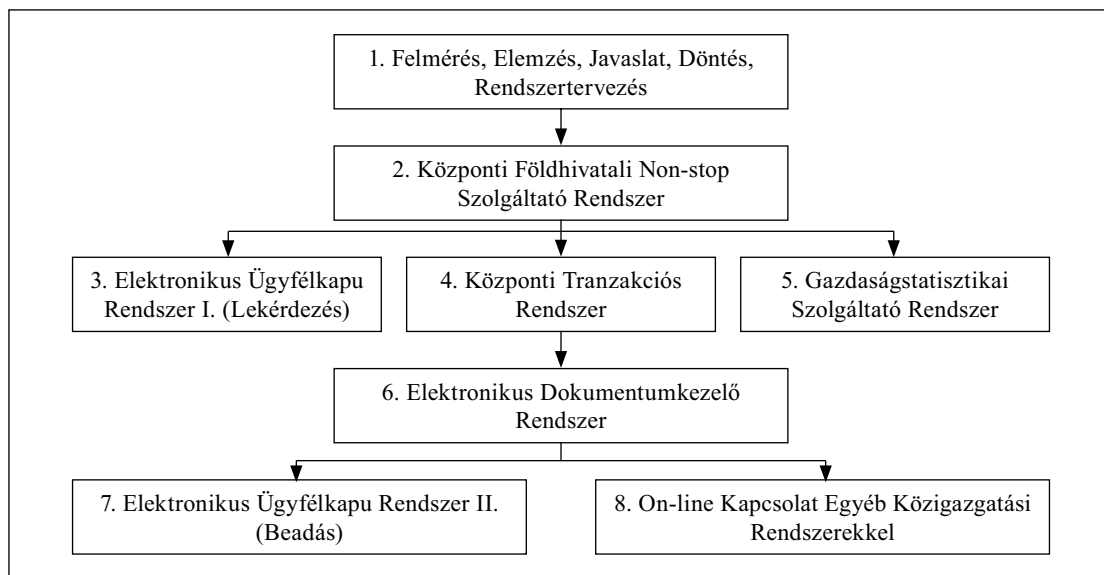 1. Felmérés, Elemzés, Javaslat, Döntés,
Rendszertervezés
2. Központi Földhivatali Non-stop
Szolgáltató Rendszer
3. Elektronikus Ügyfélkapu
Rendszer I. (Lekérdezés)
4. Központi Tranzakciós
Rendszer
5. Gazdaságstatisztikai
Szolgáltató Rendszer
6. Elektronikus Dokumentumkezelő
Rendszer
7. Elektronikus Ügyfélkapu Rendszer II.
(Beadás)
8. On-line Kapcsolat Egyéb Közigazgatási
Rendszerekkel